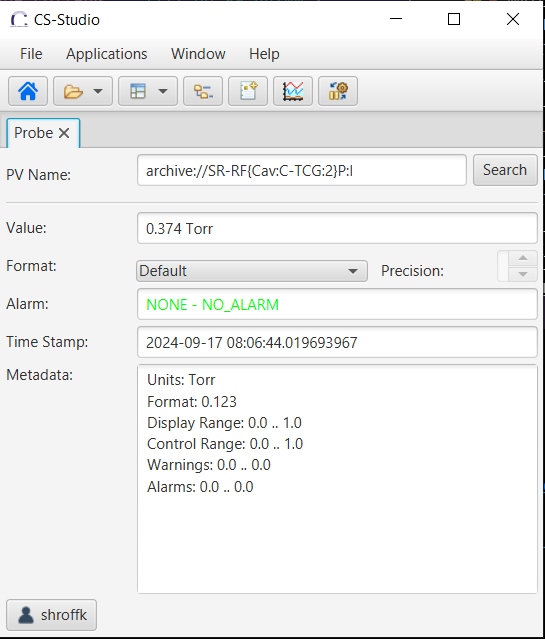 CS-Studio
File Applications Window Help
Probe
PV Name: archive://SR-RF{Cav:C-TCG:2}P:I Search
Value: 0.374 Torr
Format: Default Precision:
Alarm: NONE - NO_ALARM
Time Stamp: 2024-09-17 08:06:44.019693967
Metadata: Units: Torr
Format: 0.123
Display Range: 0.0 .. 1.0
Control Range: 0.0 .. 1.0
Warnings: 0.0 .. 0.0
Alarms: 0.0 .. 0.0
shroffk